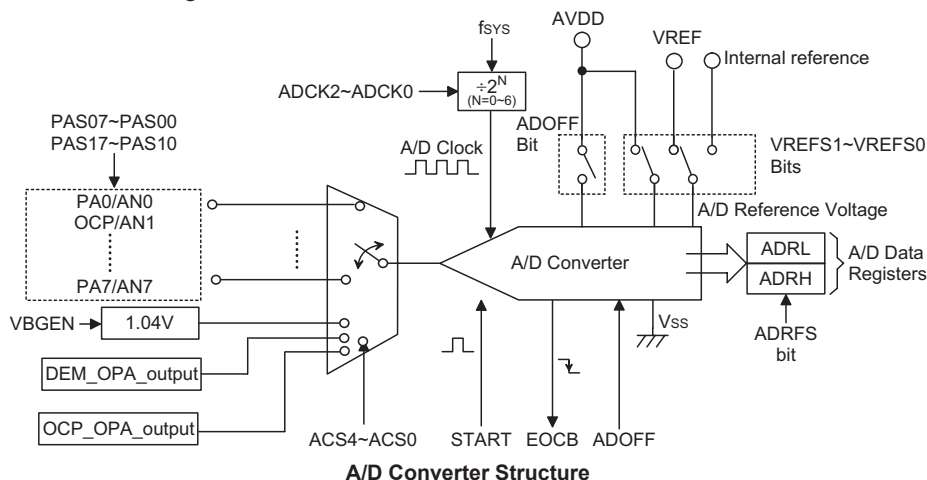 AVDD
fSYS
VREF
Internal reference
÷2^N
(N=0~6)
ADCK2~ADCK0
ADOFF
Bit
PAS07~PAS00
PAS17~PAS10
A/D Clock
VREFS1~VREFS0
Bits
PA0/AN0
OCP/AN1
PA7/AN7
A/D Reference Voltage
A/D Converter
ADRL
ADRH
A/D Data
Registers
VBGEN
1.04V
VSS
ADRFS
bit
DEM_OPA_output
OCP_OPA_output
ACS4~ACS0
START
EOCB
ADOFF
A/D Converter Structure